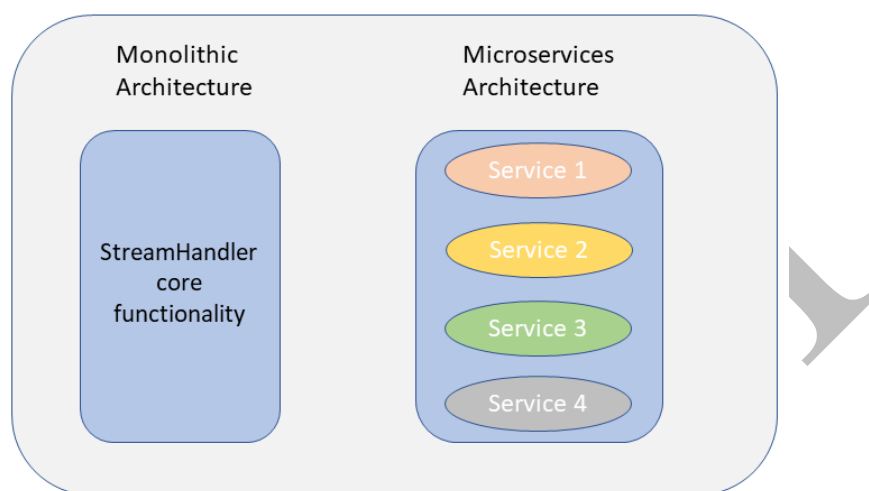 Monolithic
Architecture
Microservices
Architecture
StreamHandler
core
functionality
Service 1
Service 2
Service 3
Service 4